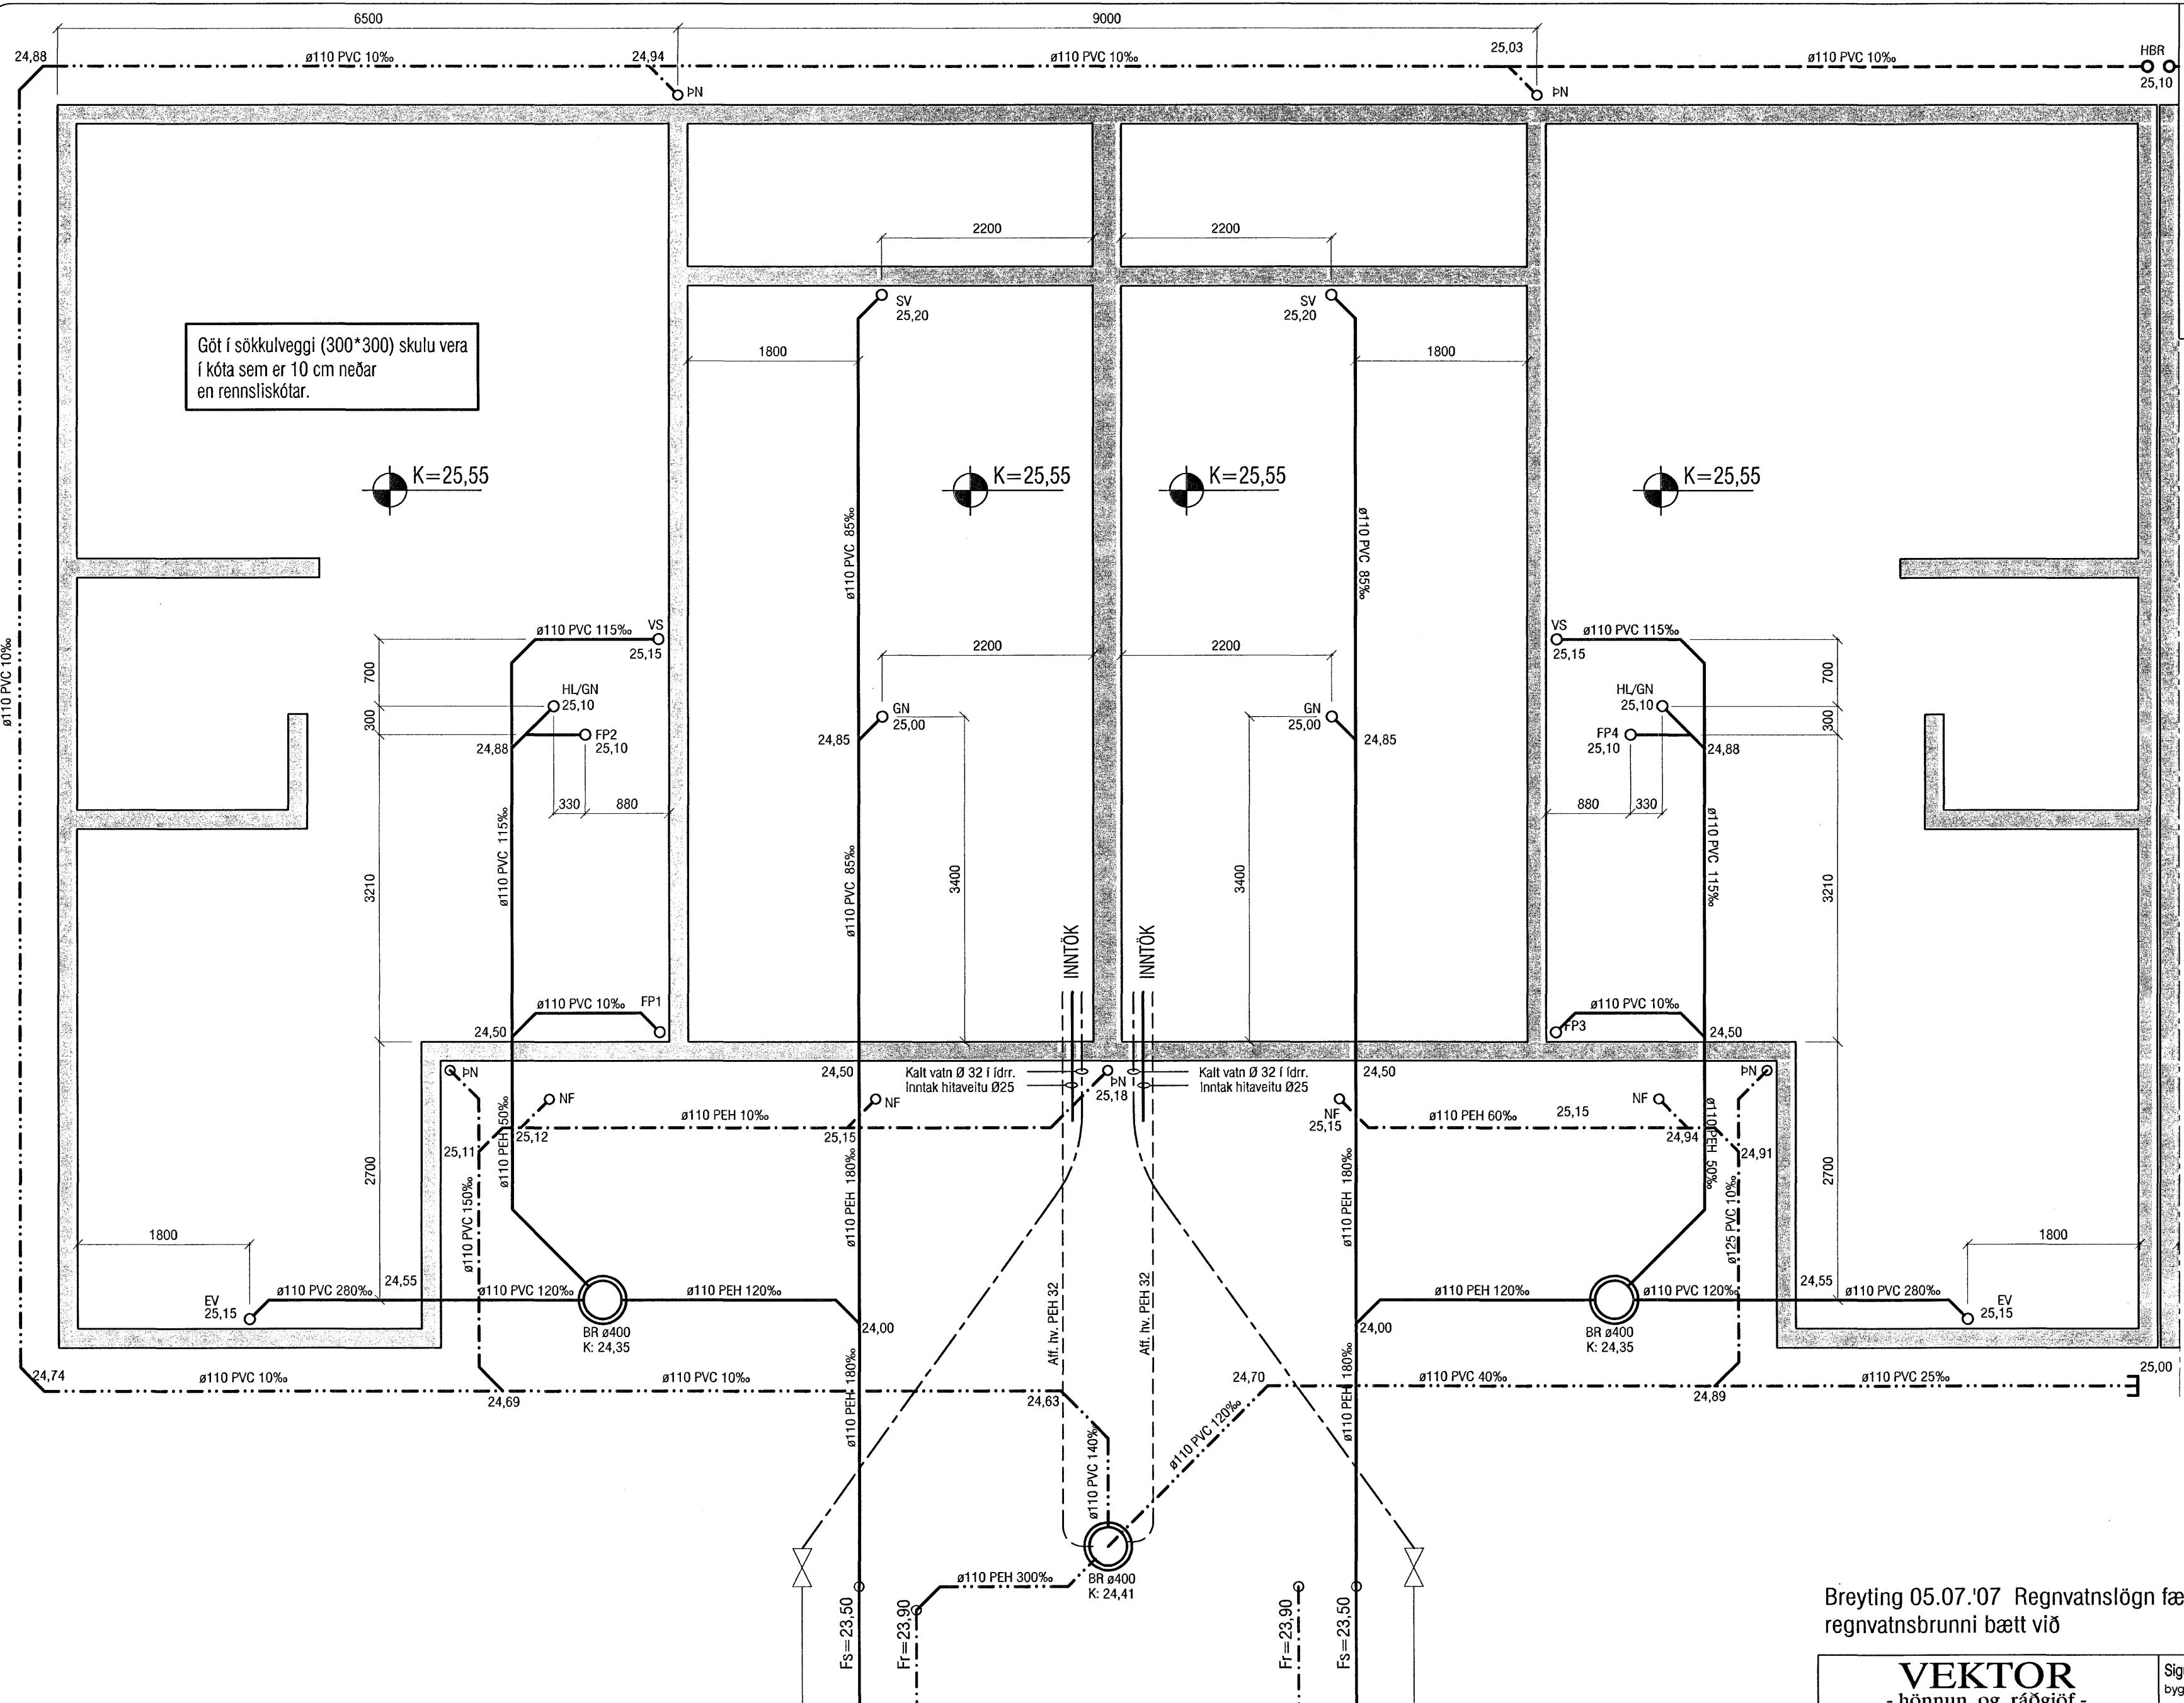 6500
9000
24,88
ø110 PVC 10‰
24,94
ø110 PVC 10‰
25,03
ø110 PVC 10‰
HBR
25,10
ÞN
ÞN
2200
2200
SV
25,20
SV
25,20
Göt í sökkulveggi (300*300) skulu vera
í kóta sem er 10 cm neðar
en rennsliskótar.
1800
1800
K=25,55
K=25,55
K=25,55
K=25,55
ø110 PVC 85‰
ø110 PVC 85‰
ø110 PVC 10‰
ø110 PVC 115‰
VS
25,15
VS
25,15
ø110 PVC 115‰
2200
2200
700
300
HL/GN
25,10
FP2
25,10
24,88
GN
25,00
24,85
GN
25,00
24,85
HL/GN
25,10
FP4
25,10
24,88
700
300
330
880
880
330
3210
ø110 PVC 115‰
ø110 PVC 85‰
3400
3400
ø110 PVC 115‰
3210
INNTÖK
INNTÖK
ø110 PVC 10‰
FP1
24,50
ø110 PVC 10‰
FP3
24,50
ÞN
NF
24,50
NF
Kalt vatn Ø 32 í ídrr.
Inntak hitaveitu Ø25
ÞN
25,18
Kalt vatn Ø 32 í ídrr.
Inntak hitaveitu Ø25
24,50
NF
25,15
ø110 PEH 60‰
25,15
NF
ÞN
ø110 PEH 10‰
25,11
25,12
25,15
24,94
24,91
ø110 PEH 50‰
ø110 PEH 50‰
2700
2700
ø110 PVC 150‰
ø110 PEH 180‰
ø110 PEH 180‰
ø125 PVC 10‰
1800
1800
EV
25,15
ø110 PVC 280‰
24,55
ø110 PVC 120‰
ø110 PEH 120‰
BR ø400
K: 24,35
24,00
Aff. hv. PEH 32
Aff. hv. PEH 32
24,00
ø110 PEH 120‰
BR ø400
K: 24,35
ø110 PVC 120‰
24,55
ø110 PVC 280‰
EV
25,15
24,74
ø110 PVC 10‰
24,69
ø110 PVC 10‰
ø110 PEH 180‰
24,63
24,70
ø110 PEH 180‰
ø110 PVC 40‰
24,89
ø110 PVC 25‰
25,00
ø110 PVC 140‰
ø110 PVC 120‰
ø110 PEH 300‰
BR ø400
K: 24,41
Fs=23,50
Fr=23,90
Fr=23,90
Fs=23,50
Breyting 05.07.'07 Regnvatnslögn fæ
regnvatnsbrunni bætt við
VEKTOR
- hönnun og ráðgjöf -
Sig
byg